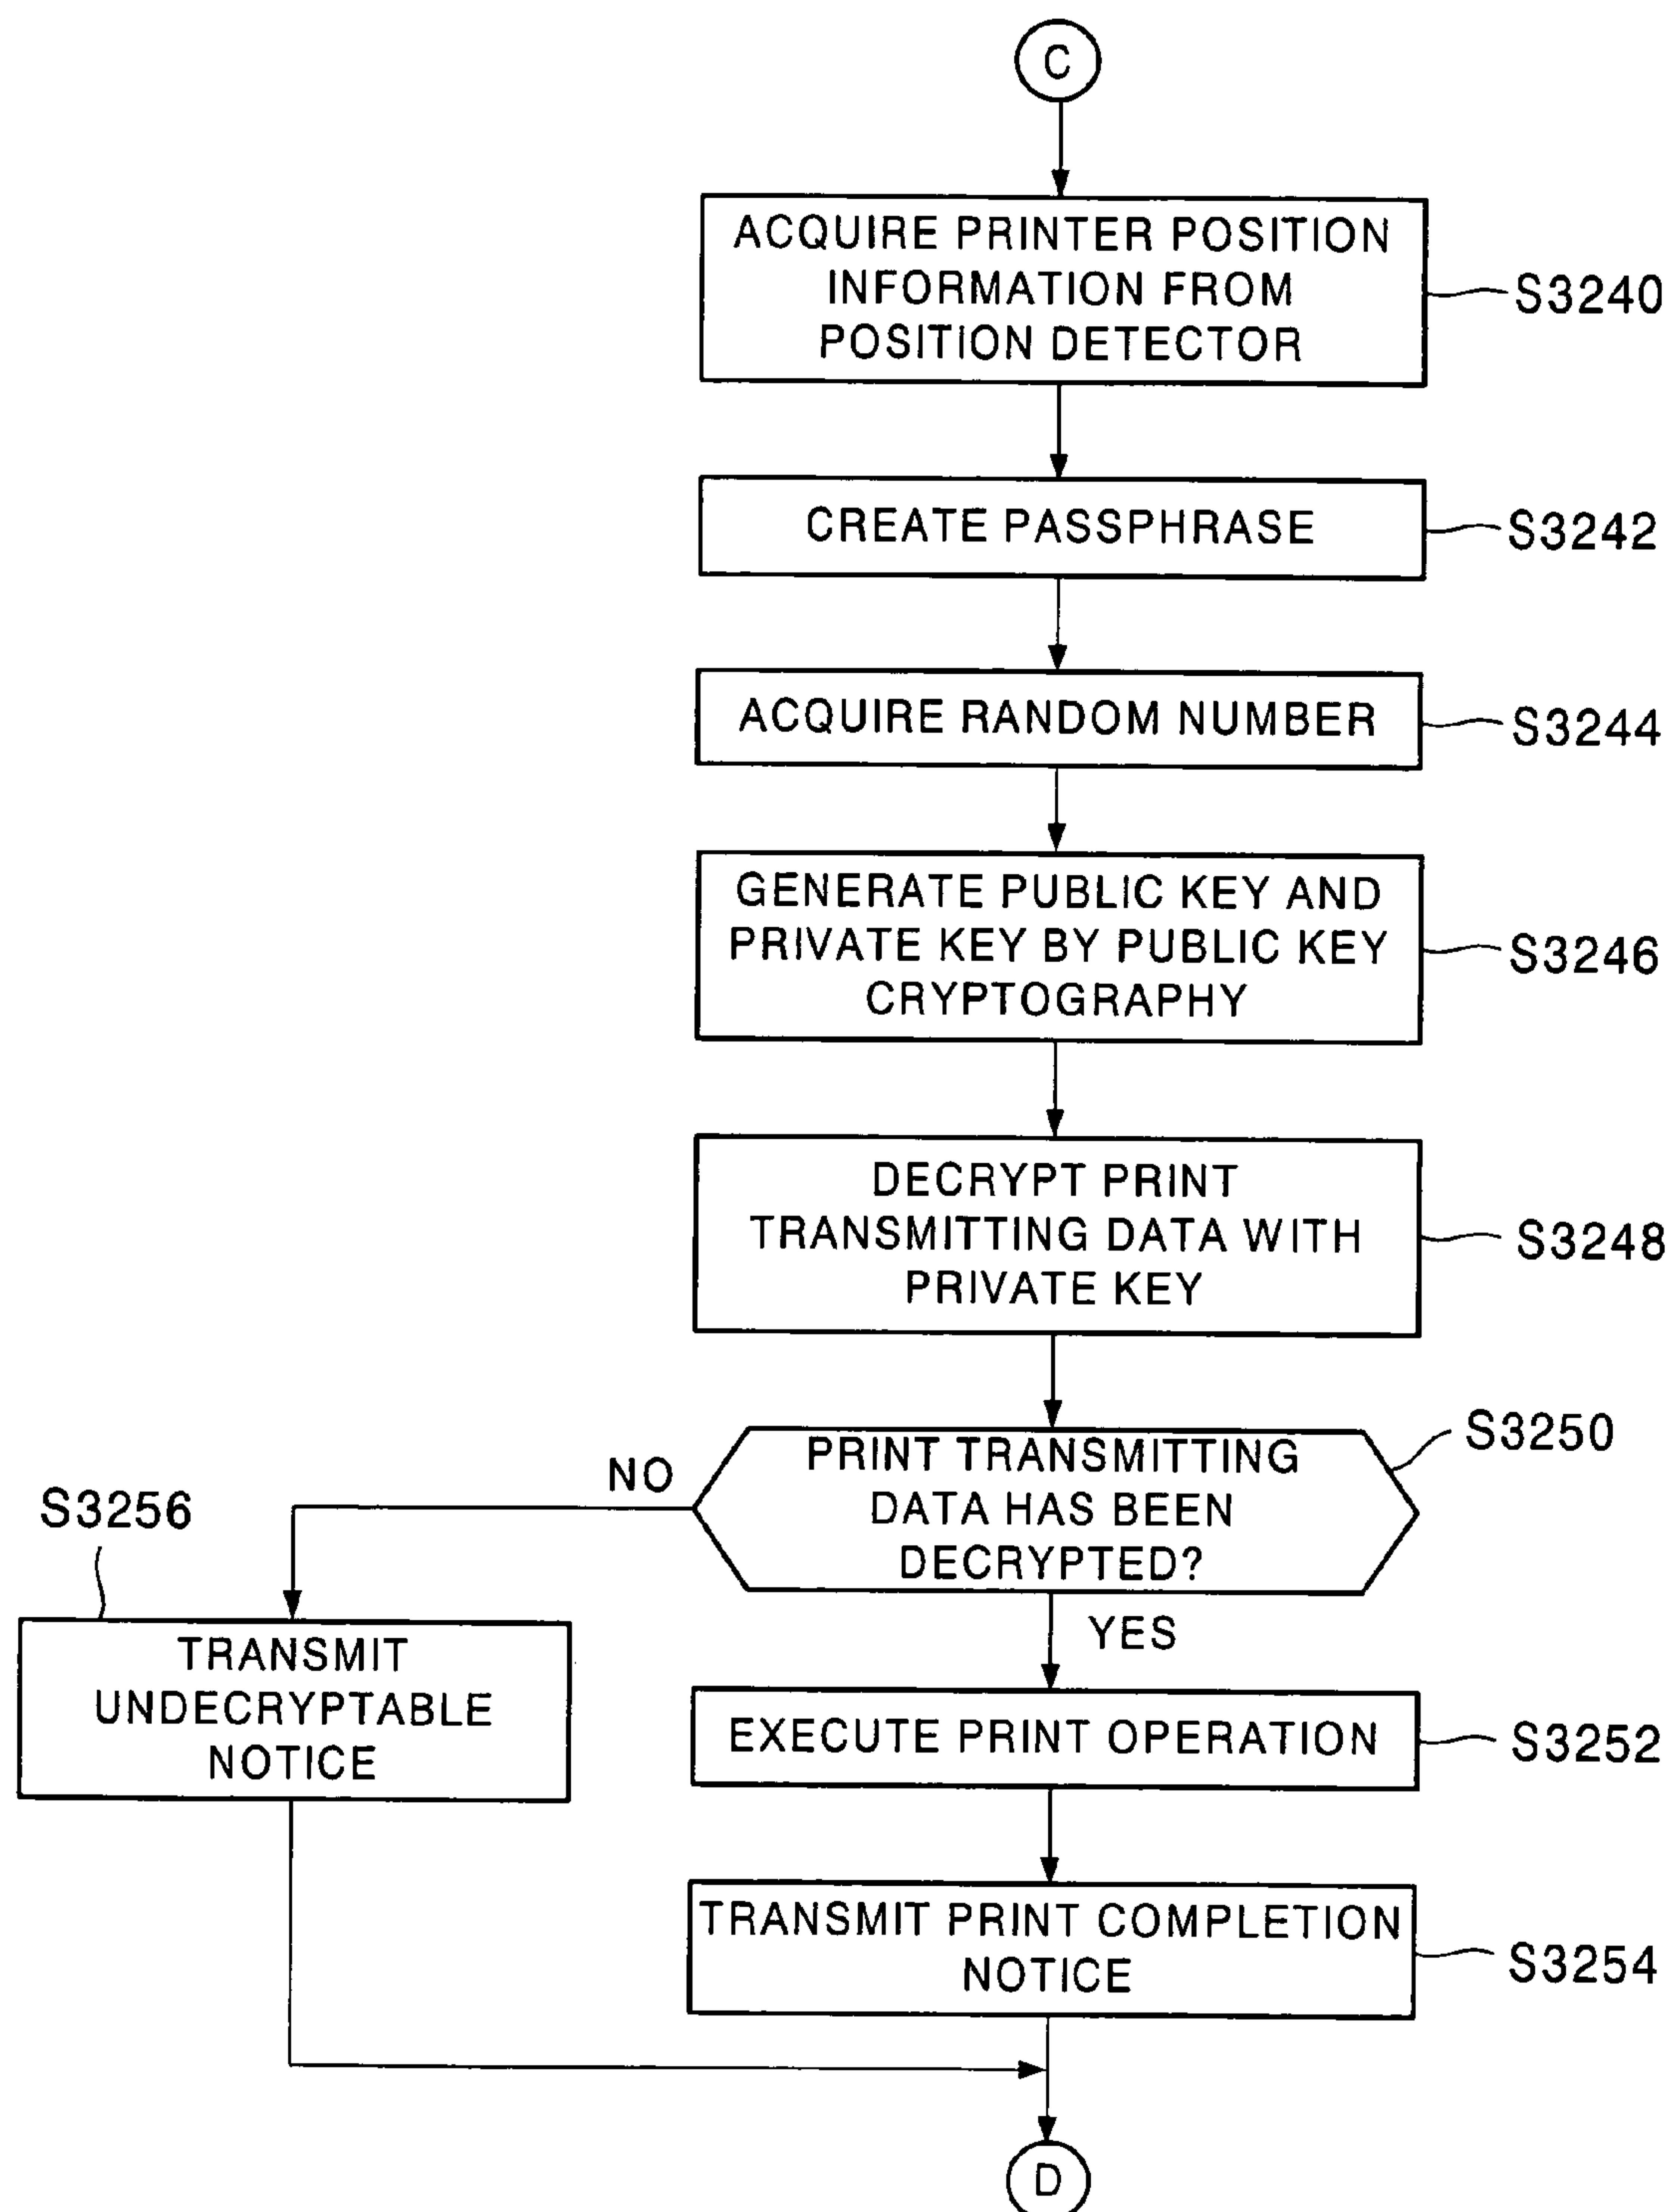 C
ACQUIRE PRINTER POSITION
INFORMATION FROM
POSITION DETECTOR
S3240
CREATE PASSPHRASE
S3242
ACQUIRE RANDOM NUMBER
S3244
GENERATE PUBLIC KEY AND
PRIVATE KEY BY PUBLIC KEY
CRYPTOGRAPHY
S3246
DECRYPT PRINT
TRANSMITTING DATA WITH
PRIVATE KEY
S3248
PRINT TRANSMITTING
DATA HAS BEEN
DECRYPTED?
S3250
NO
S3256
TRANSMIT
UNDECRYPTABLE
NOTICE
YES
EXECUTE PRINT OPERATION
S3252
TRANSMIT PRINT COMPLETION
NOTICE
S3254
D